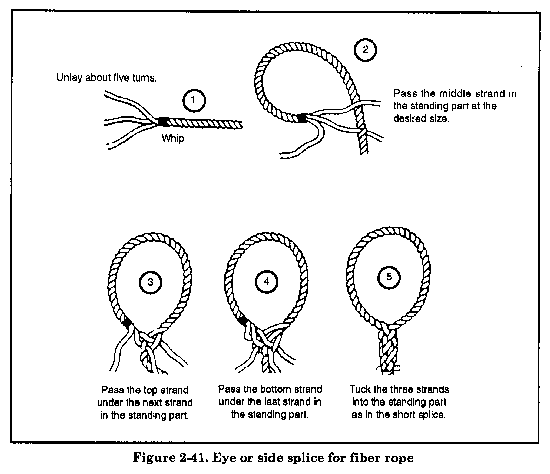 Unlay about five turns.
1
Whip
2
Pass the middle strand in
the standing part at the
desired size.
3
Pass the top strand
under the next strand
in the standing part.
4
Pass the bottom strand
under the last strand in
the standing part.
5
Tuck the three strands
into the standing part
as in the short splice.
Figure 2-41. Eye or side splice for fiber rope